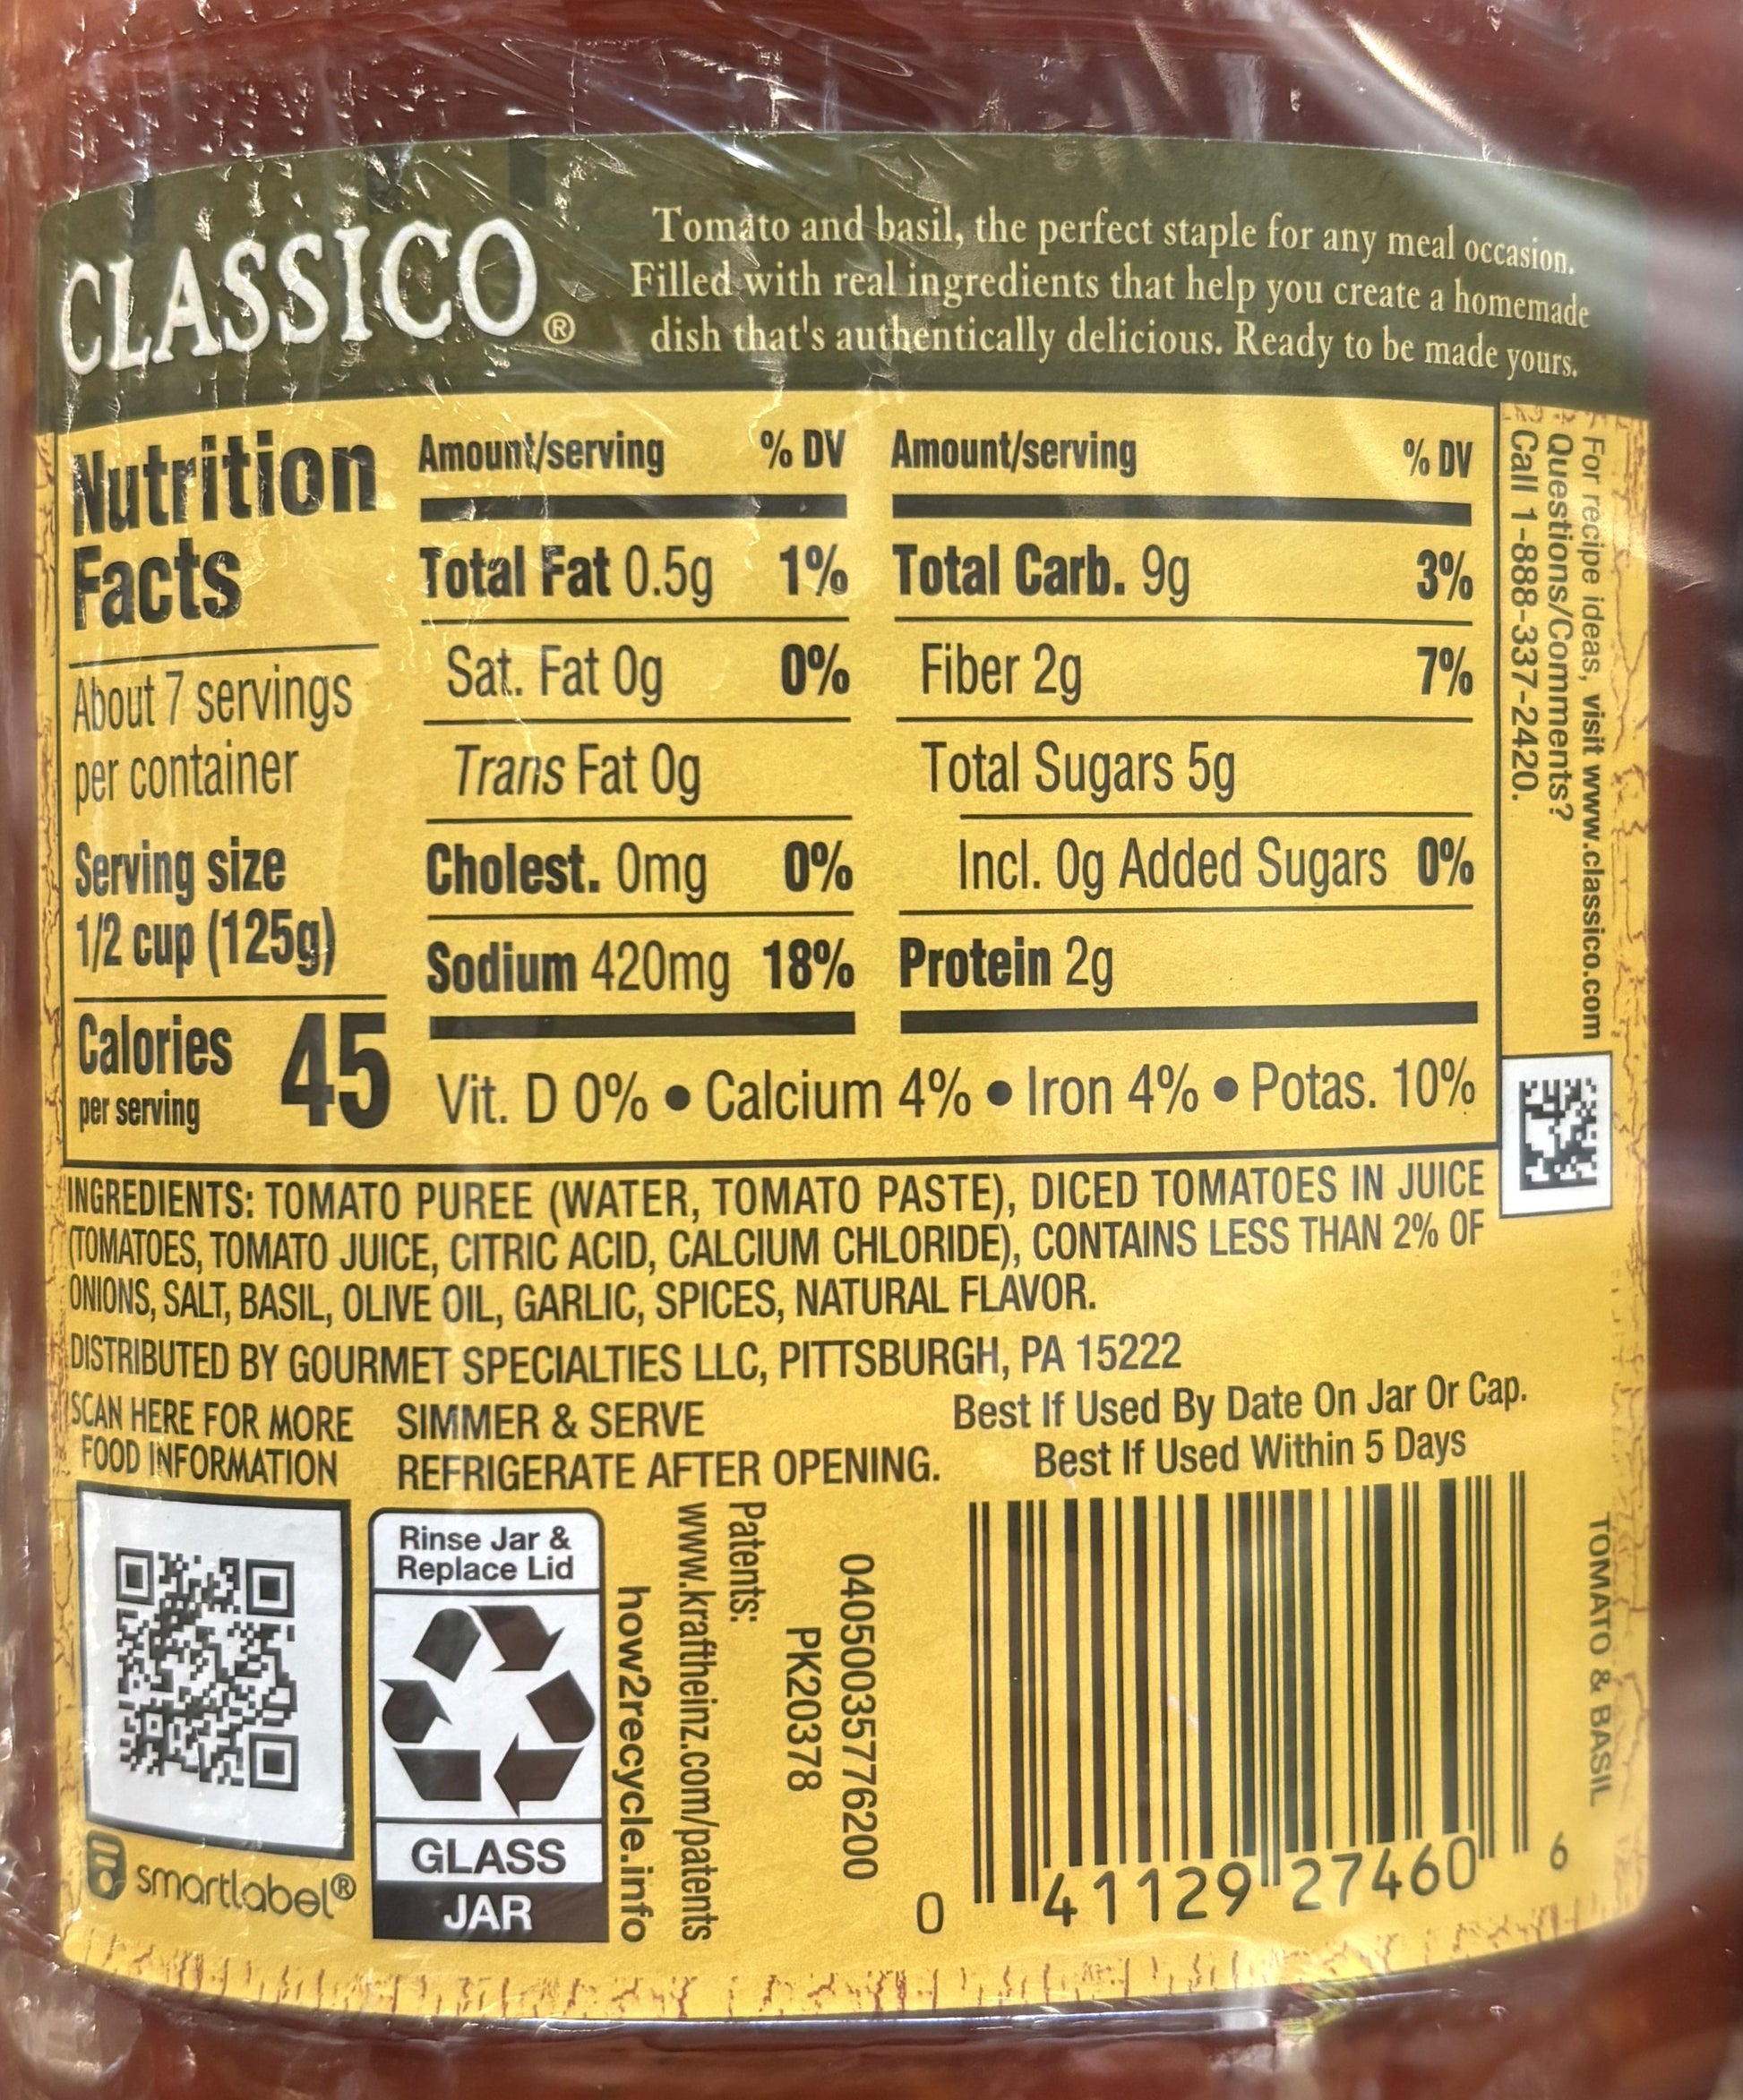 CLASSICO®
Tomato and basil, the perfect staple for any meal occasion.
Filled with real ingredients that help you create a homemade
dish that's authentically delicious. Ready to be made yours.
Nutrition
Facts
About 7 servings
per container
Serving size
1/2 cup (125g)
Calories 45
per serving
Amount/serving % DV
Total Fat 0.5g 1%
Sat. Fat 0g 0%
Trans Fat 0g
Cholest. 0mg 0%
Sodium 420mg 18%
Amount/serving % DV
Total Carb. 9g 3%
Fiber 2g 7%
Total Sugars 5g
Incl. 0g Added Sugars 0%
Protein 2g
Vit. D 0% • Calcium 4% • Iron 4% • Potas. 10%
For recipe ideas, visit www.classico.com
Questions/Comments?
Call 1-888-337-2420.
INGREDIENTS: TOMATO PUREE (WATER, TOMATO PASTE), DICED TOMATOES IN JUICE
(TOMATOES, TOMATO JUICE, CITRIC ACID, CALCIUM CHLORIDE), CONTAINS LESS THAN 2% OF
ONIONS, SALT, BASIL, OLIVE OIL, GARLIC, SPICES, NATURAL FLAVOR.
DISTRIBUTED BY GOURMET SPECIALTIES LLC, PITTSBURGH, PA 15222
SCAN HERE FOR MORE
FOOD INFORMATION
SIMMER & SERVE
REFRIGERATE AFTER OPENING.
Best If Used By Date On Jar Or Cap.
Best If Used Within 5 Days
smartlabel®
Rinse Jar &
Replace Lid
GLASS
JAR
how2recycle.info
Patents:
www.kraftheinz.com/patents
04050035776200
PK20378
0 41129 27460 6
TOMATO & BASIL